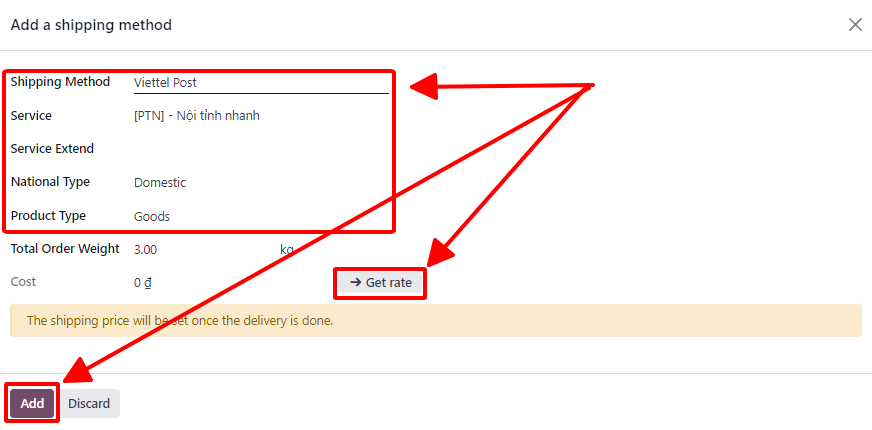 Add a shipping method
Shipping Method Viettel Post
Service [PTN] - Nội tỉnh nhanh
Service Extend
National Type Domestic
Product Type Goods
Total Order Weight 3.00 kg
Cost 0 ₫ → Get rate
The shipping price will be set once the delivery is done.
Add Discard